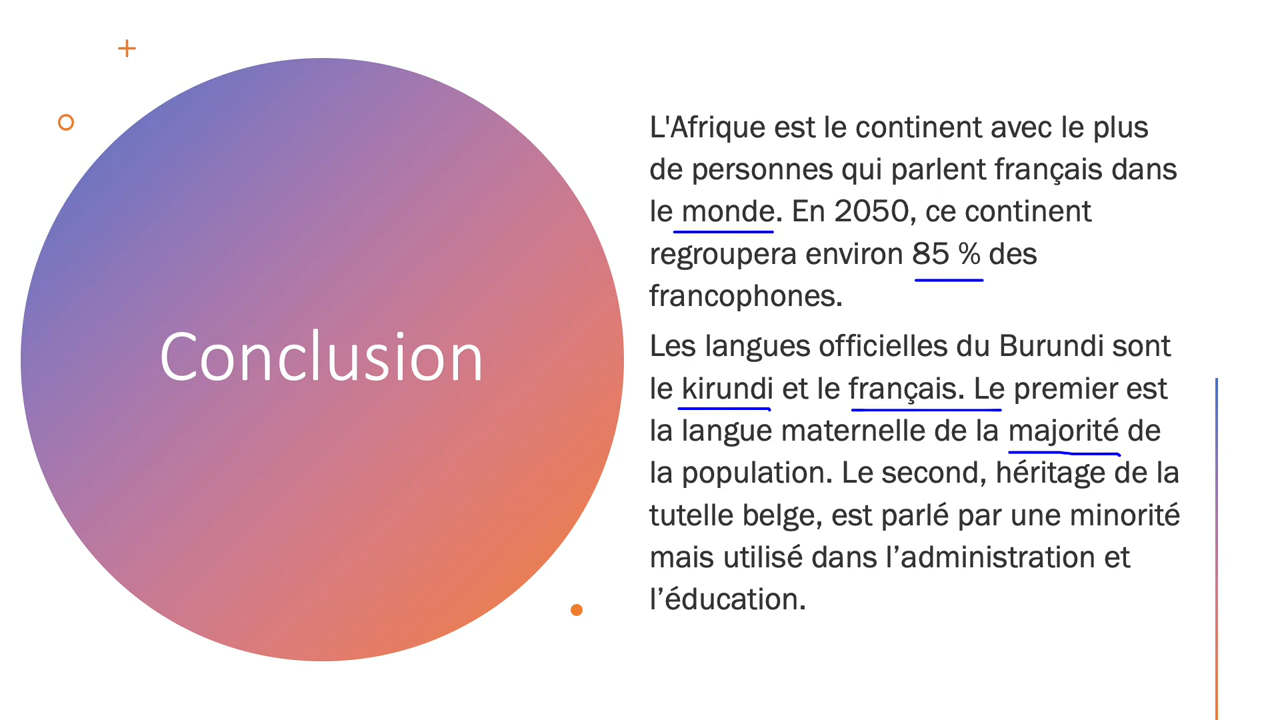 Conclusion
L'Afrique est le continent avec le plus
de personnes qui parlent français dans
le monde. En 2050, ce continent
regroupera environ 85 % des
francophones.
Les langues officielles du Burundi sont
le kirundi et le français. Le premier est
la langue maternelle de la majorité de
la population. Le second, héritage de la
tutelle belge, est parlé par une minorité
mais utilisé dans l’administration et
l’éducation.